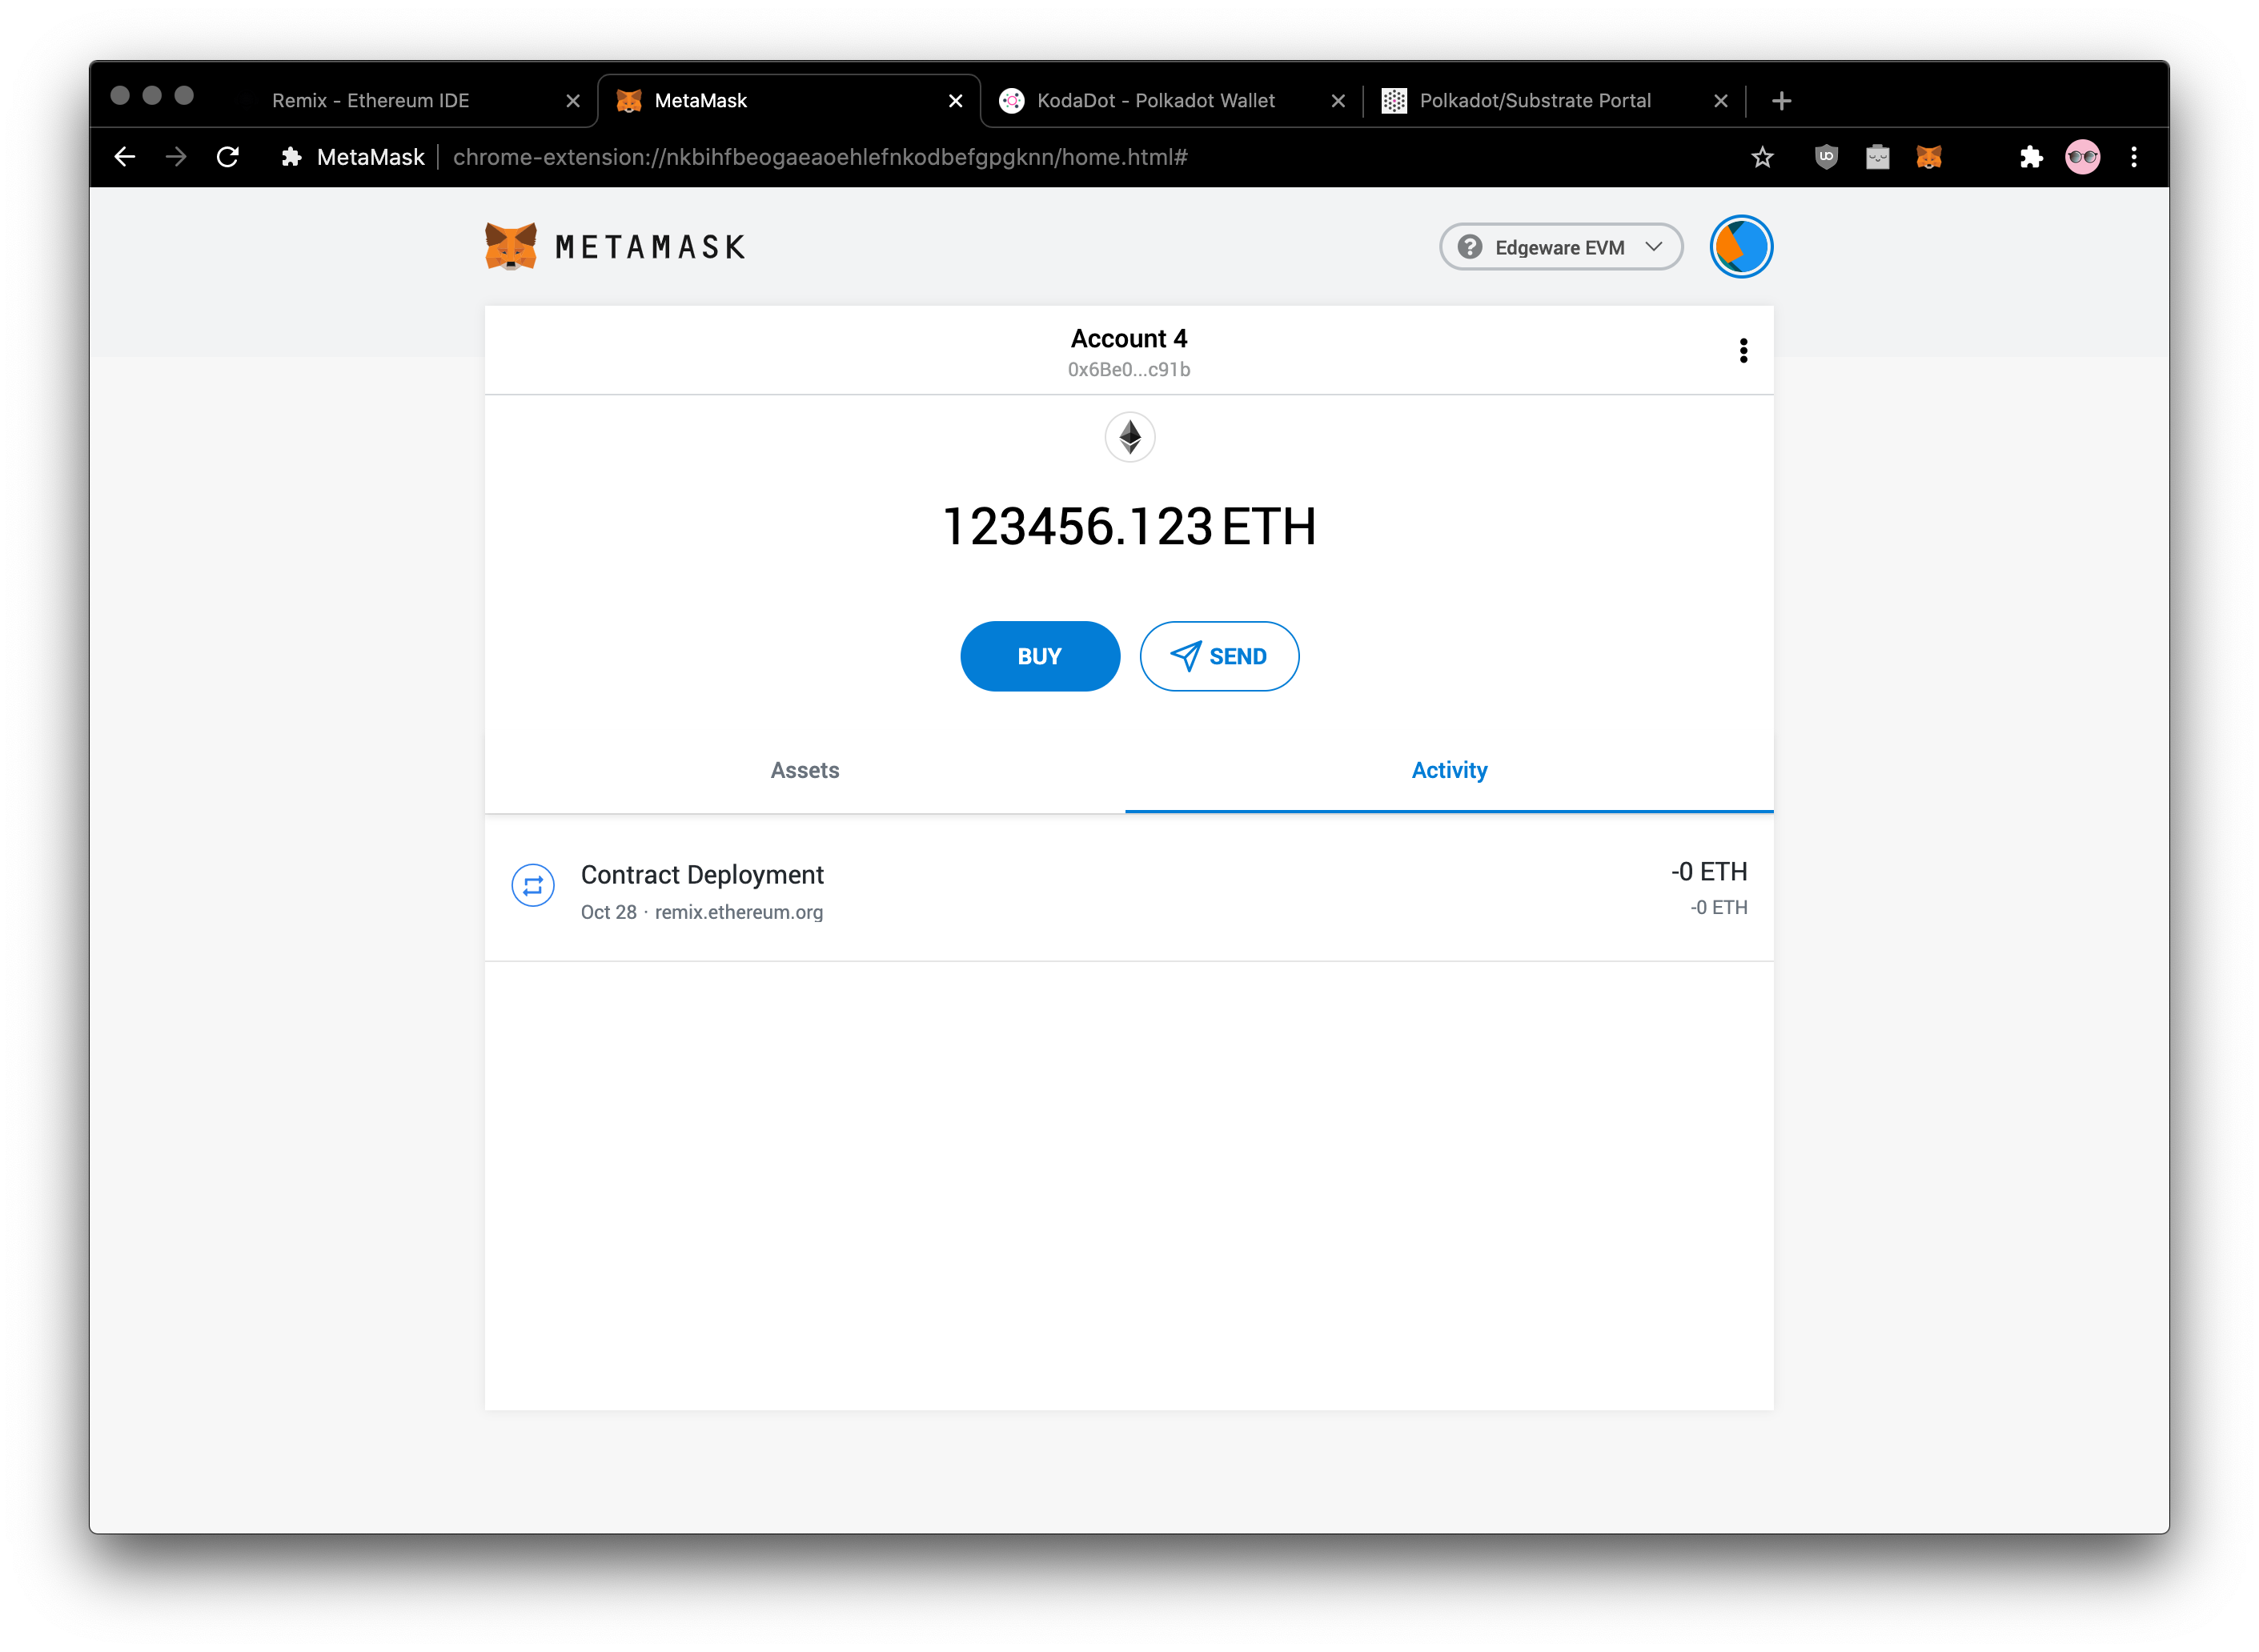 Remix - Ethereum IDE
MetaMask
KodaDot - Polkadot Wallet
Polkadot/Substrate Portal
MetaMask
chrome-extension://nkbihfbeogaeaoehlefnkodbefgpgknn/home.html#
METAMASK
Edgeware EVM
Account 4
0x6Be0...c91b
123456.123 ETH
BUY
SEND
Assets
Activity
Contract Deployment
-0 ETH
Oct 28 · remix.ethereum.org
-0 ETH